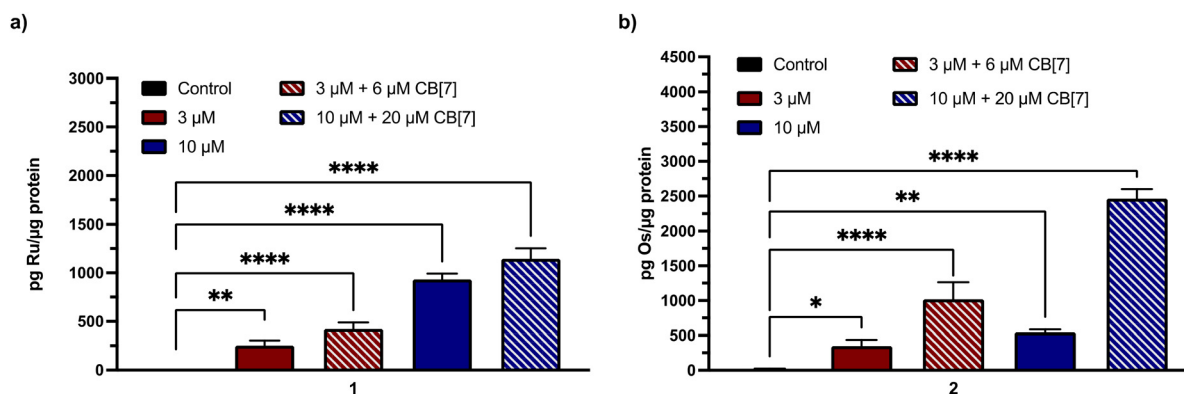 a)
pg Ru/µg protein
3000
2500
2000
1500
1000
500
0
Control
3 µM
10 µM
3 µM + 6 µM CB[7]
10 µM + 20 µM CB[7]
****
****
****
**
1
b)
pg Os/µg protein
4500
4000
3500
3000
2500
2000
1500
1000
500
0
Control
3 µM
10 µM
3 µM + 6 µM CB[7]
10 µM + 20 µM CB[7]
****
**
****
*
2